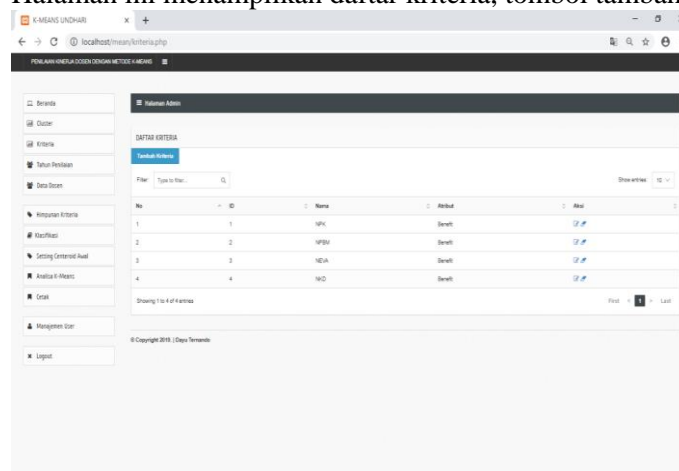 Halaman ini menampilkan daftar kriteria, tombol tambah
K-MEANS UNDHARI
localhost/mean/kriteria.php
PENILAIAN KINERJA DOSEN DENGAN METODE K-MEANS
Beranda
Cluster
Kriteria
Tahun Penilaian
Data Dosen
Himpunan Kriteria
Klasifikasi
Setting Centeroid Awal
Analisa K-Means
Cetak
Manajemen User
Logout
Halaman Admin
DAFTAR KRITERIA
Tambah Kriteria
Filter: Type to filter... Show entries: 10
No ID Nama Atribut Aksi
1 1 NPK Benefit
2 2 NPBM Benefit
3 3 NEVA Benefit
4 4 NKD Benefit
Showing 1 to 4 of 4 entries
First < 1 > Last
© Copyright 2019. | Dayu Ternando